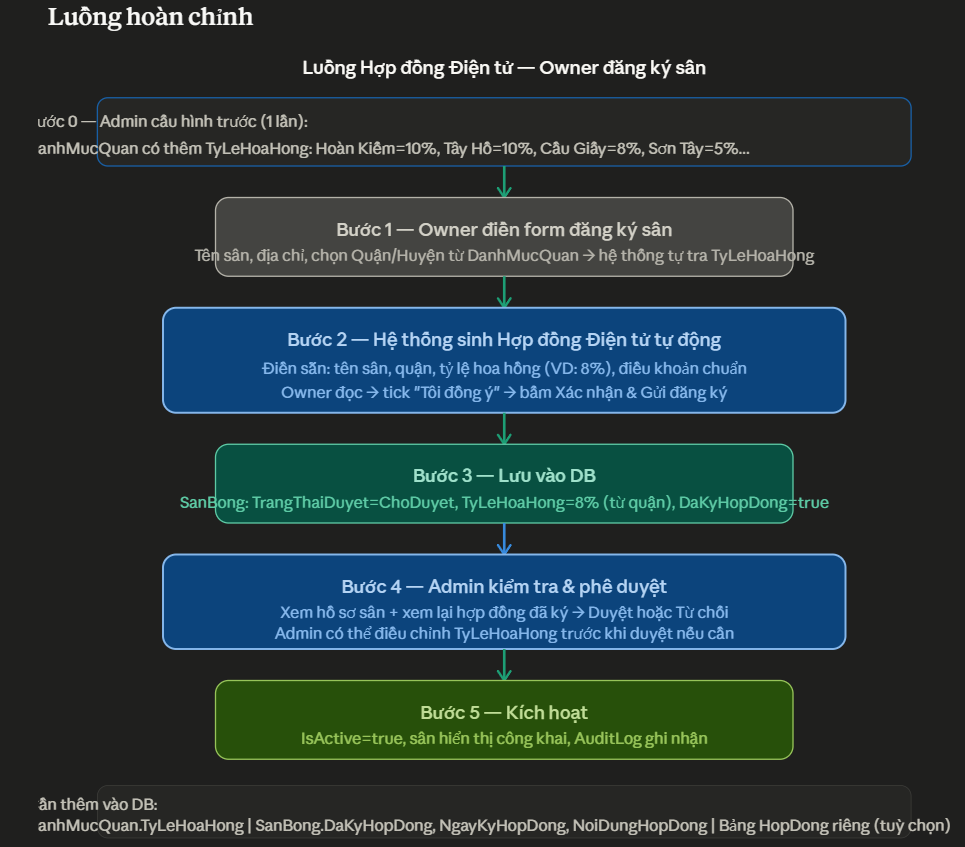 Luồng hoàn chỉnh
Luồng Hợp đồng Điện tử — Owner đăng ký sân
ước 0 — Admin cấu hình trước (1 lần):
anhMucQuan có thêm TyLeHoaHong: Hoàn Kiếm=10%, Tây Hồ=10%, Cầu Giấy=8%, Sơn Tây=5%...
Bước 1 — Owner điền form đăng ký sân
Tên sân, địa chỉ, chọn Quận/Huyện từ DanhMucQuan → hệ thống tự tra TyLeHoaHong
Bước 2 — Hệ thống sinh Hợp đồng Điện tử tự động
Điền sẵn: tên sân, quận, tỷ lệ hoa hồng (VD: 8%), điều khoản chuẩn
Owner đọc → tick "Tôi đồng ý" → bấm Xác nhận & Gửi đăng ký
Bước 3 — Lưu vào DB
SanBong: TrangThaiDuyet=ChoDuyet, TyLeHoaHong=8% (từ quận), DaKyHopDong=true
Bước 4 — Admin kiểm tra & phê duyệt
Xem hồ sơ sân + xem lại hợp đồng đã ký → Duyệt hoặc Từ chối
Admin có thể điều chỉnh TyLeHoaHong trước khi duyệt nếu cần
Bước 5 — Kích hoạt
IsActive=true, sân hiển thị công khai, AuditLog ghi nhận
ần thêm vào DB:
anhMucQuan.TyLeHoaHong | SanBong.DaKyHopDong, NgayKyHopDong, NoiDungHopDong | Bảng HopDong riêng (tuỳ chọn)